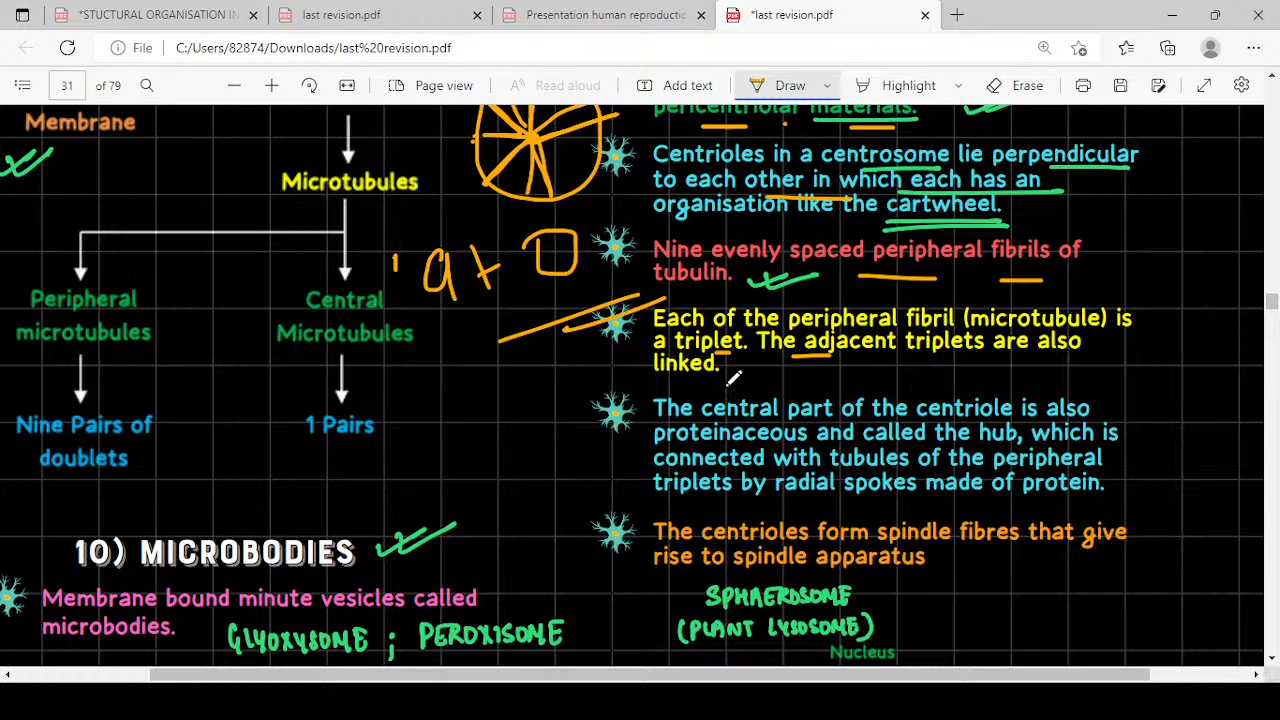 *STUCTURAL ORGANISATION IN
last revision.pdf
Presentation human reproductio
*last revision.pdf
File
C:/Users/82874/Downloads/last%20revision.pdf
31
of 79
Page view
Read aloud
Add text
Draw
Highlight
Erase
Membrane
Microtubules
Peripheral
microtubules
Central
Microtubules
Nine Pairs of
doublets
1 Pairs
9+0
10) MICROBODIES
Membrane bound minute vesicles called
microbodies.
GLYOXYSOME ; PEROXISOME
pericentriolar materials.
Centrioles in a centrosome lie perpendicular
to each other in which each has an
organisation like the cartwheel.
Nine evenly spaced peripheral fibrils of
tubulin.
Each of the peripheral fibril (microtubule) is
a triplet. The adjacent triplets are also
linked.
The central part of the centriole is also
proteinaceous and called the hub, which is
connected with tubules of the peripheral
triplets by radial spokes made of protein.
The centrioles form spindle fibres that give
rise to spindle apparatus
SPHAEROSOME
(PLANT LYSOSOME)
Nucleus